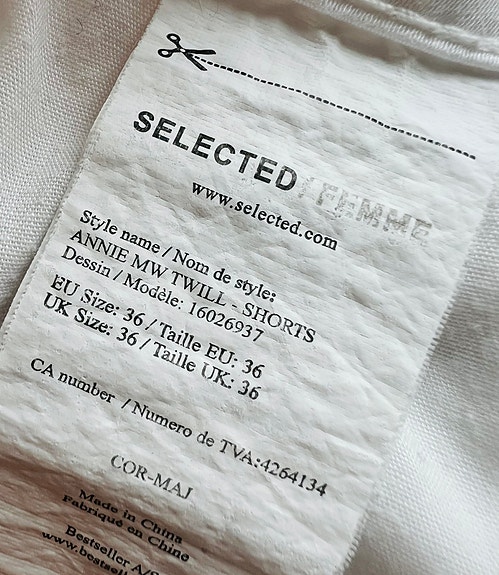 SELECTED/FEMME
www.selected.com
Style name / Nom de style:
ANNIE MW TWILL - SHORTS
Dessin / Modèle: 16026937
EU Size: 36 / Taille EU: 36
UK Size: 36 / Taille UK: 36
CA number / Numero de TVA:4264134
COR-MAJ
Made in China
Fabriqué en Chine
Bestseller A/S